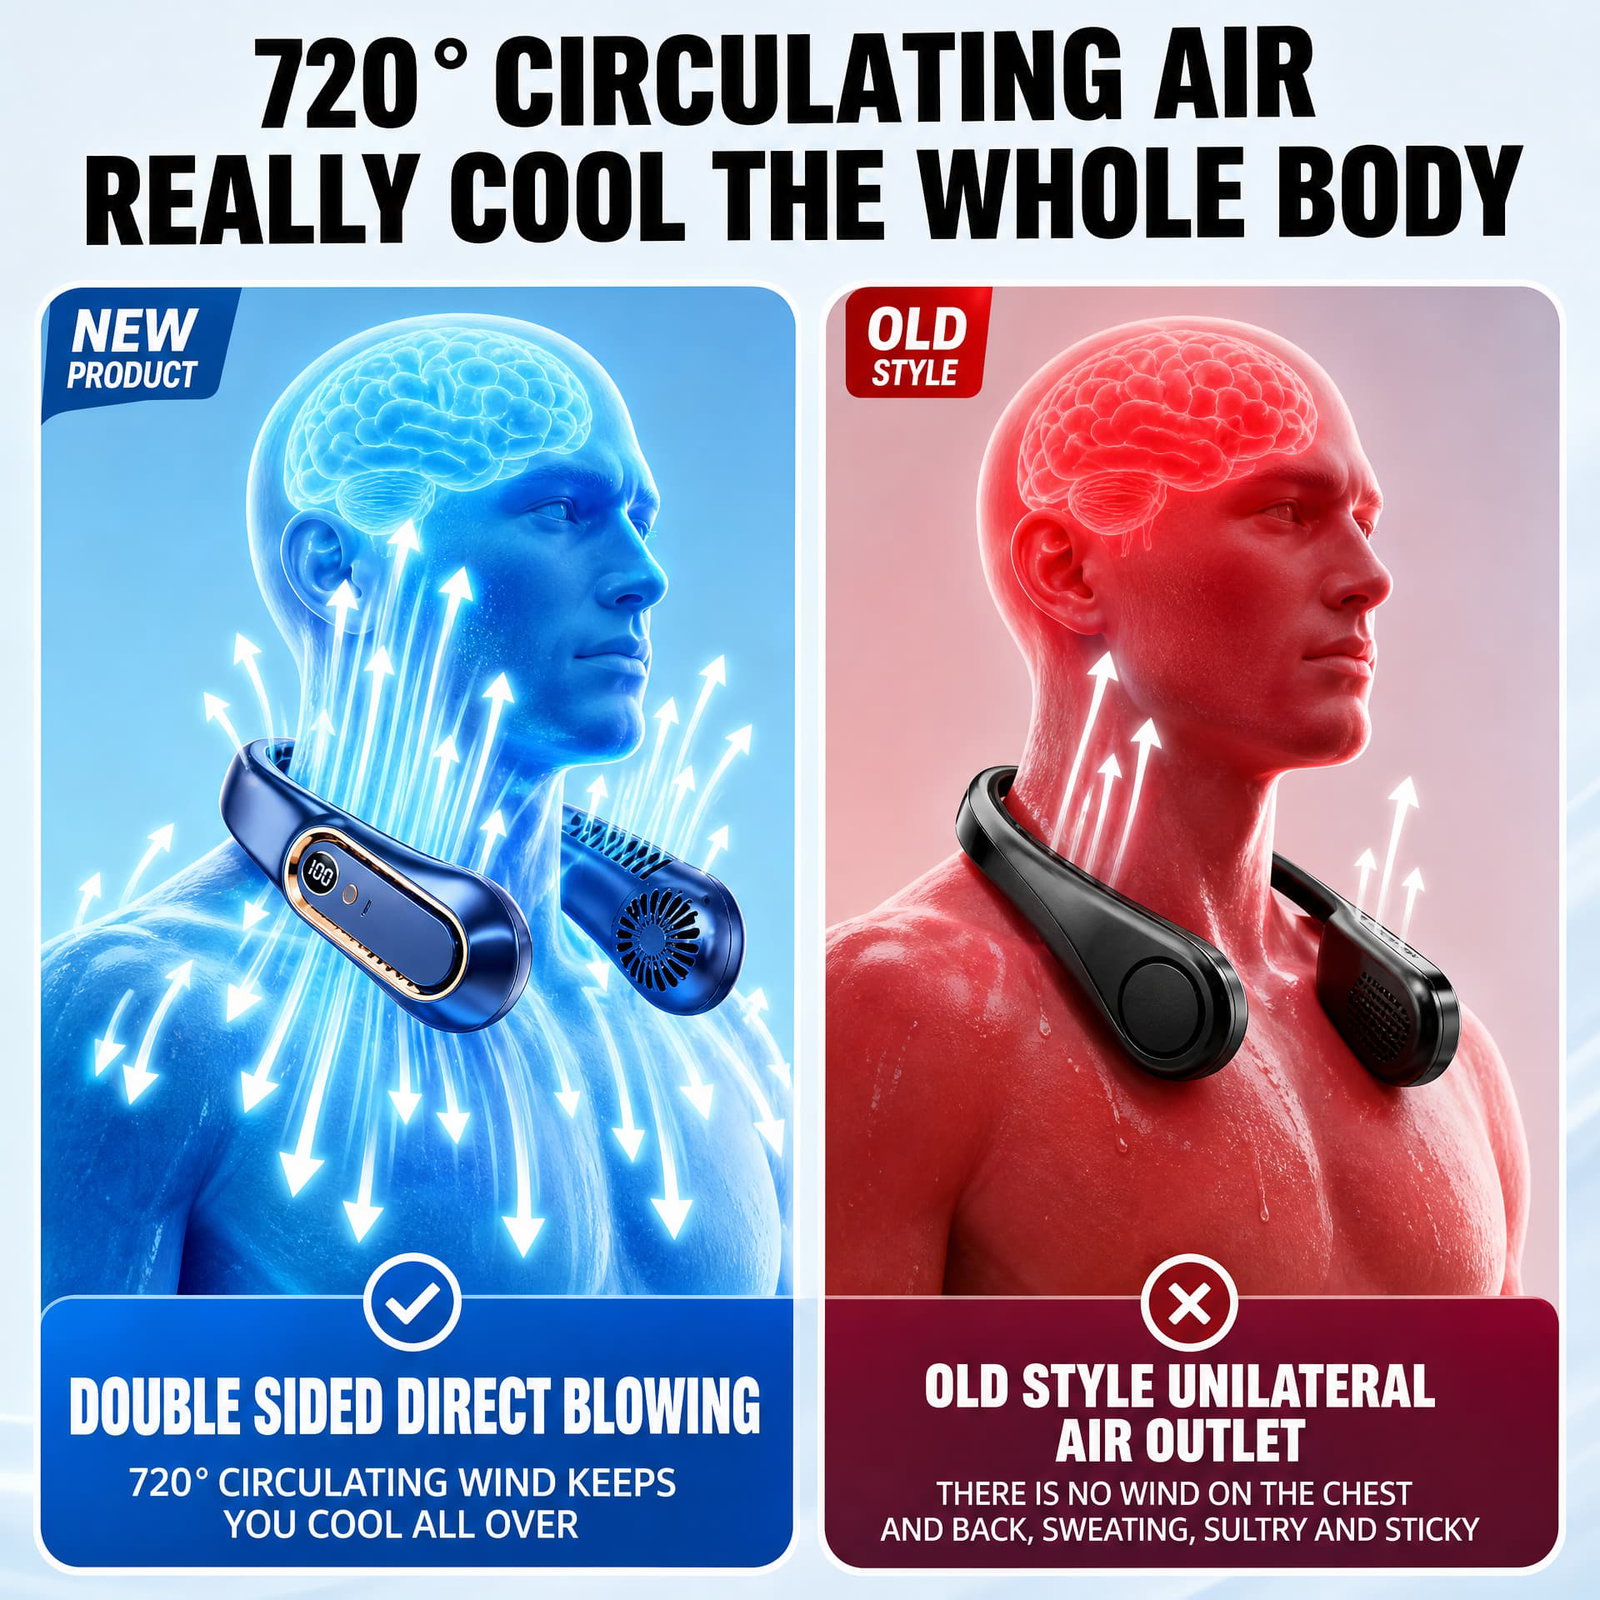 720° CIRCULATING AIR
REALLY COOL THE WHOLE BODY
NEW
PRODUCT
OLD
STYLE
100
DOUBLE SIDED DIRECT BLOWING
720° CIRCULATING WIND KEEPS
YOU COOL ALL OVER
OLD STYLE UNILATERAL
AIR OUTLET
THERE IS NO WIND ON THE CHEST
AND BACK, SWEATING, SULTRY AND STICKY